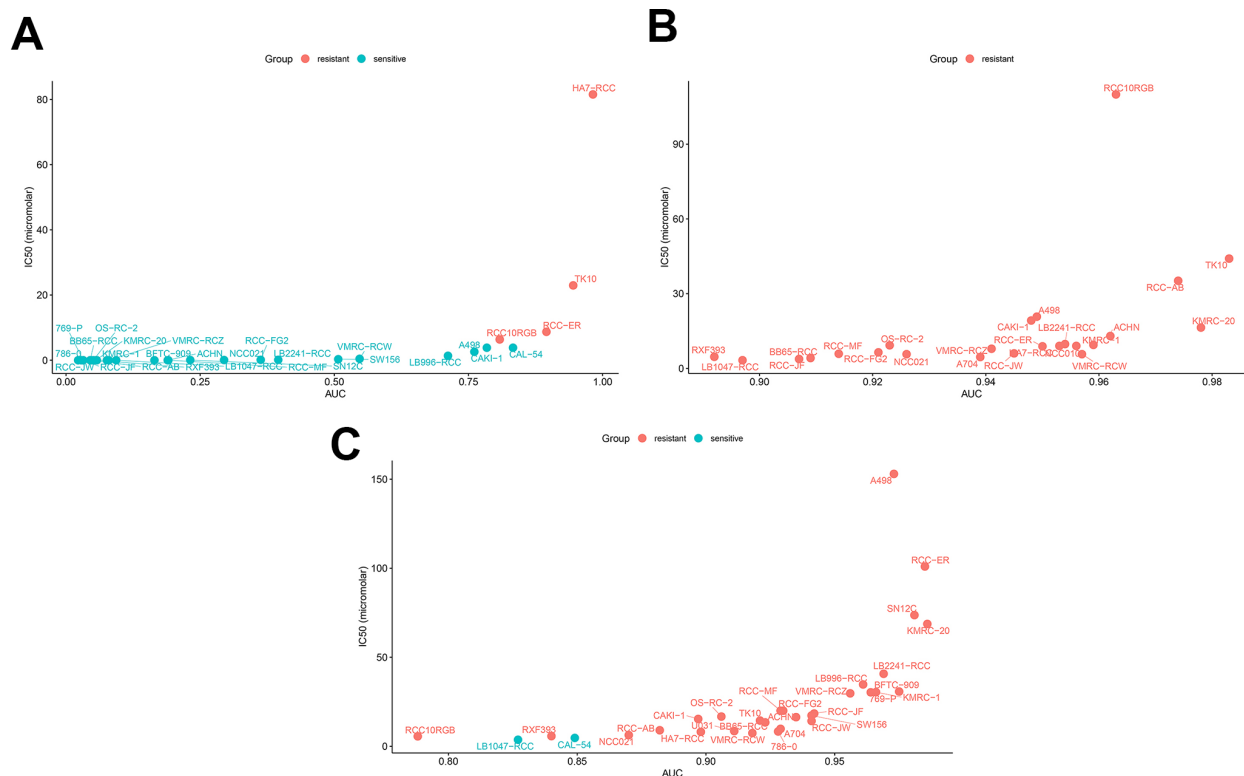 A
Group resistant sensitive
HA7-RCC
80
60
IC50 (micromolar)
40
TK10
20
RCC-ER
RCC10RGB
769-P OS-RC-2
BB65-RCC KMRC-20 VMRC-RCZ RCC-FG2 VMRC-RCW A498
786-0 KMRC-1 BFTC-909 ACHN NCC021 LB2241-RCC SW156 LB996-RCC CAKI-1 CAL-54
0
RCC-JW RCC-JF RCC-AB RXF393 LB1047-RCC RCC-MF SN12C
0.00 0.25 0.50 0.75 1.00
AUC
B
Group resistant
RCC10RGB
90
IC50 (micromolar)
60
TK10
RCC-AB
30
A498
CAKI-1 LB2241-RCC ACHN KMRC-20
RXF393 BB65-RCC RCC-MF OS-RC-2 VMRC-RCZ RCC-ER KMRC-1
LB1047-RCC RCC-JF RCC-FG2 NCC021 A704 RCC-JW VMRC-RCW
0
0.90 0.92 0.94 0.96 0.98
AUC
C
Group resistant sensitive
150
A498
RCC-ER
100
IC50 (micromolar)
SN12C
KMRC-20
50
LB2241-RCC
LB996-RCC BFTC-909
RCC-MF VMRC-RCZ 769-P KMRC-1
OS-RC-2 RCC-FG2 RCC-JF
CAKI-1 TK10 ACHN SW156
RCC10RGB RXF393 RCC-AB U031 BB65-RCC A704 RCC-JW
LB1047-RCC CAL-54 NCC021 HA7-RCC VMRC-RCW 786-0
0
0.80 0.85 0.90 0.95
AUC